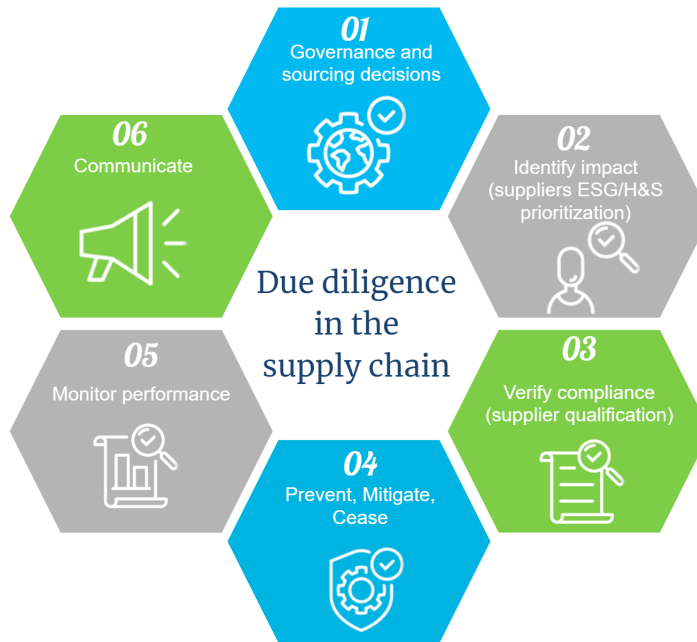 01
Governance and
sourcing decisions
02
Identify impact
(suppliers ESG/H&S
prioritization)
03
Verify compliance
(supplier qualification)
04
Prevent, Mitigate,
Cease
05
Monitor performance
06
Communicate
Due diligence
in the
supply chain